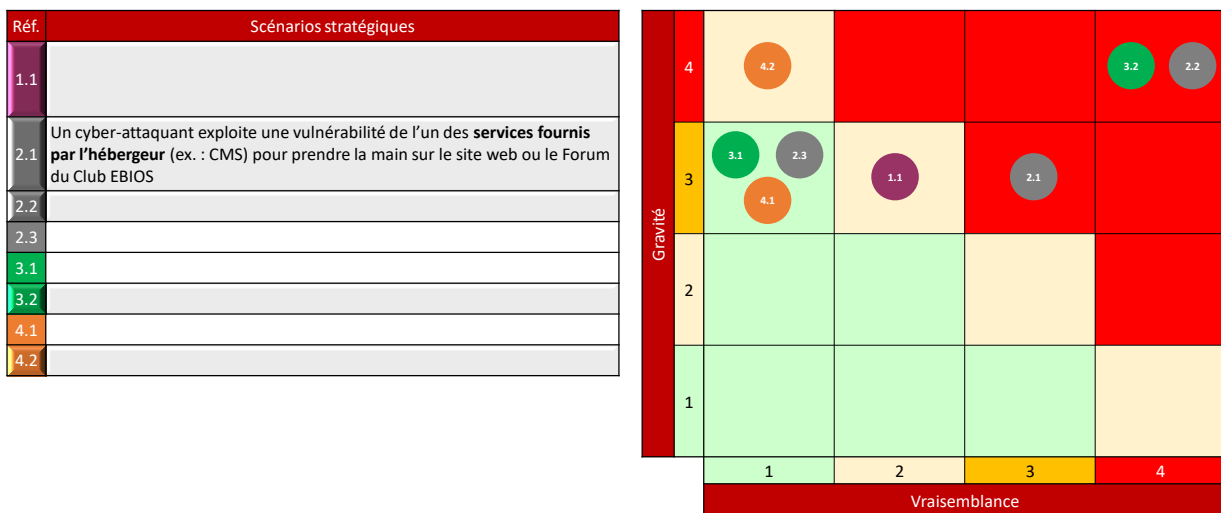 Réf. Scénarios stratégiques
1.1
2.1 Un cyber-attaquant exploite une vulnérabilité de l’un des services fournis
par l’hébergeur (ex. : CMS) pour prendre la main sur le site web ou le Forum
du Club EBIOS
2.2
2.3
3.1
3.2
4.1
4.2
Gravité
4 4.2 3.2 2.2
3 3.1 2.3 4.1 1.1 2.1
2
1
1 2 3 4
Vraisemblance